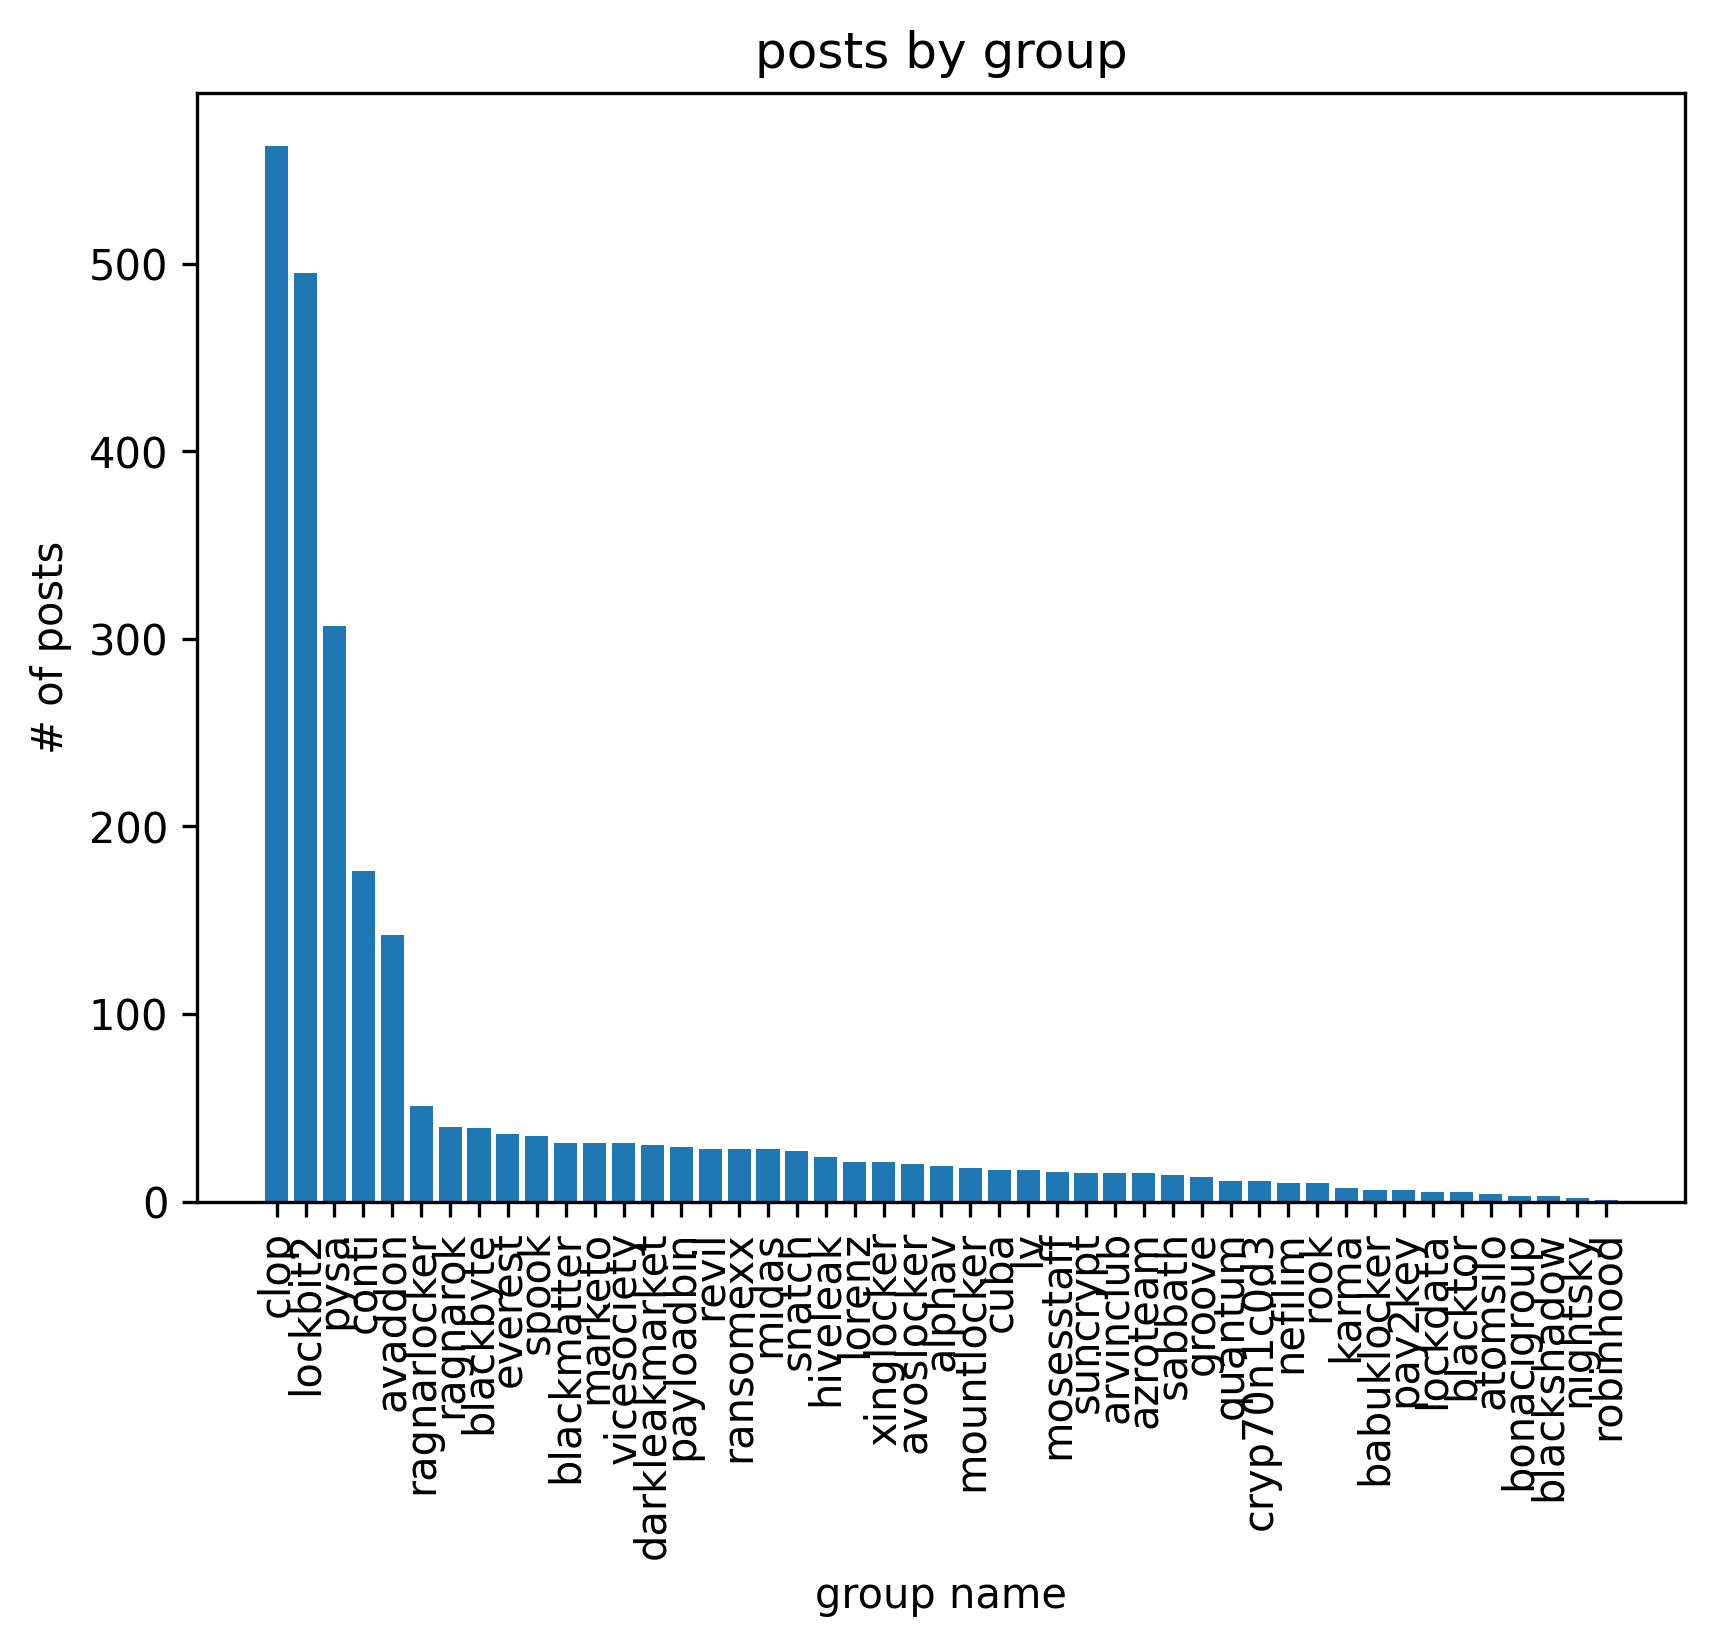 posts by group
# of posts
500
400
300
200
100
0
clop
lockbit2
pysa
conti
avaddon
ragnarlocker
ragnarok
blackbyte
everest
spook
blackmatter
marketo
vicesociety
darkleakmarket
payloadbin
revil
ransomexx
midas
snatch
hiveleak
lorenz
xinglocker
avoslocker
alphav
mountlocker
cuba
lv
mosesstaff
suncrypt
arvinclub
azroteam
sabbath
groove
quantum
cryp70n1c0d3
nefilim
rook
karma
babuklocker
pay2key
lockdata
blacktor
atomsilo
bonacigroup
blackshadow
nightsky
robinhood
group name